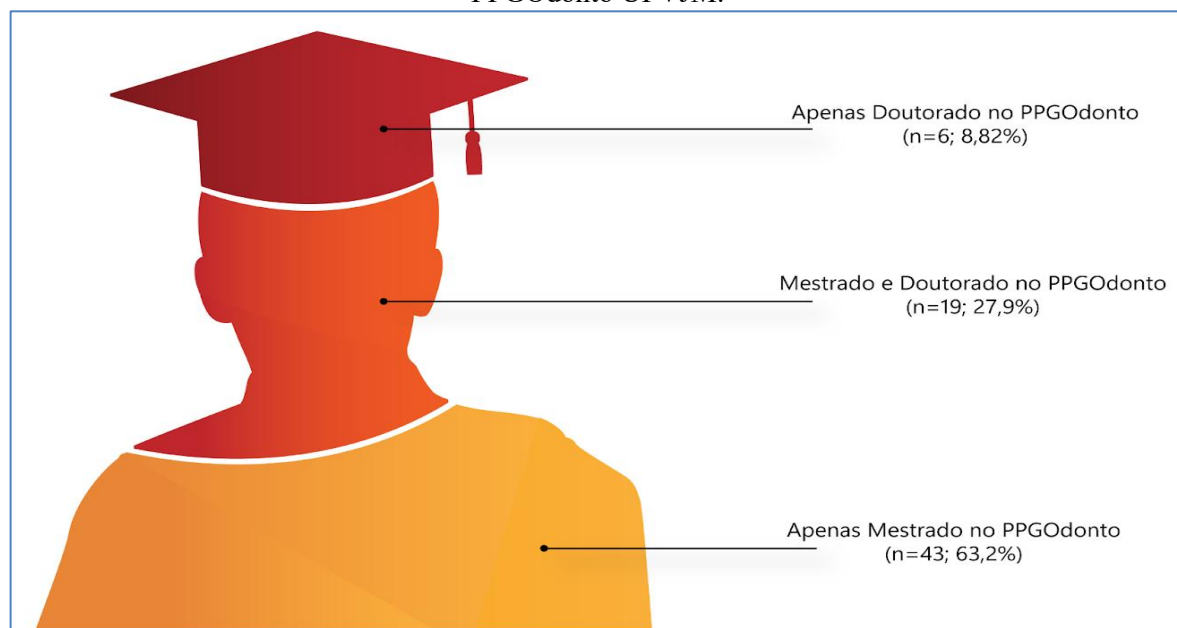 Apenas Doutorado no PPGOdonto
(n=6; 8,82%)
Mestrado e Doutorado no PPGOdonto
(n=19; 27,9%)
Apenas Mestrado no PPGOdonto
(n=43; 63,2%)